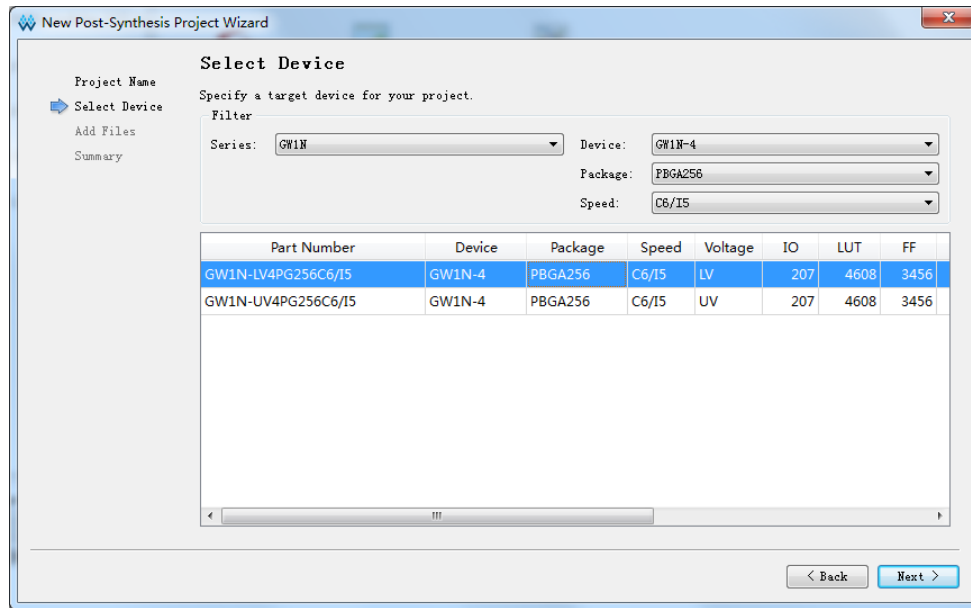 New Post-Synthesis Project Wizard
Select Device
Project Name
Specify a target device for your project.
Select Device
Filter
Add Files
Series: GW1N Device: GW1N-4
Summary
Package: PBGA256
Speed: C6/I5
Part Number Device Package Speed Voltage IO LUT FF
GW1N-LV4PG256C6/I5 GW1N-4 PBGA256 C6/I5 LV 207 4608 3456
GW1N-UV4PG256C6/I5 GW1N-4 PBGA256 C6/I5 UV 207 4608 3456
< Back Next >